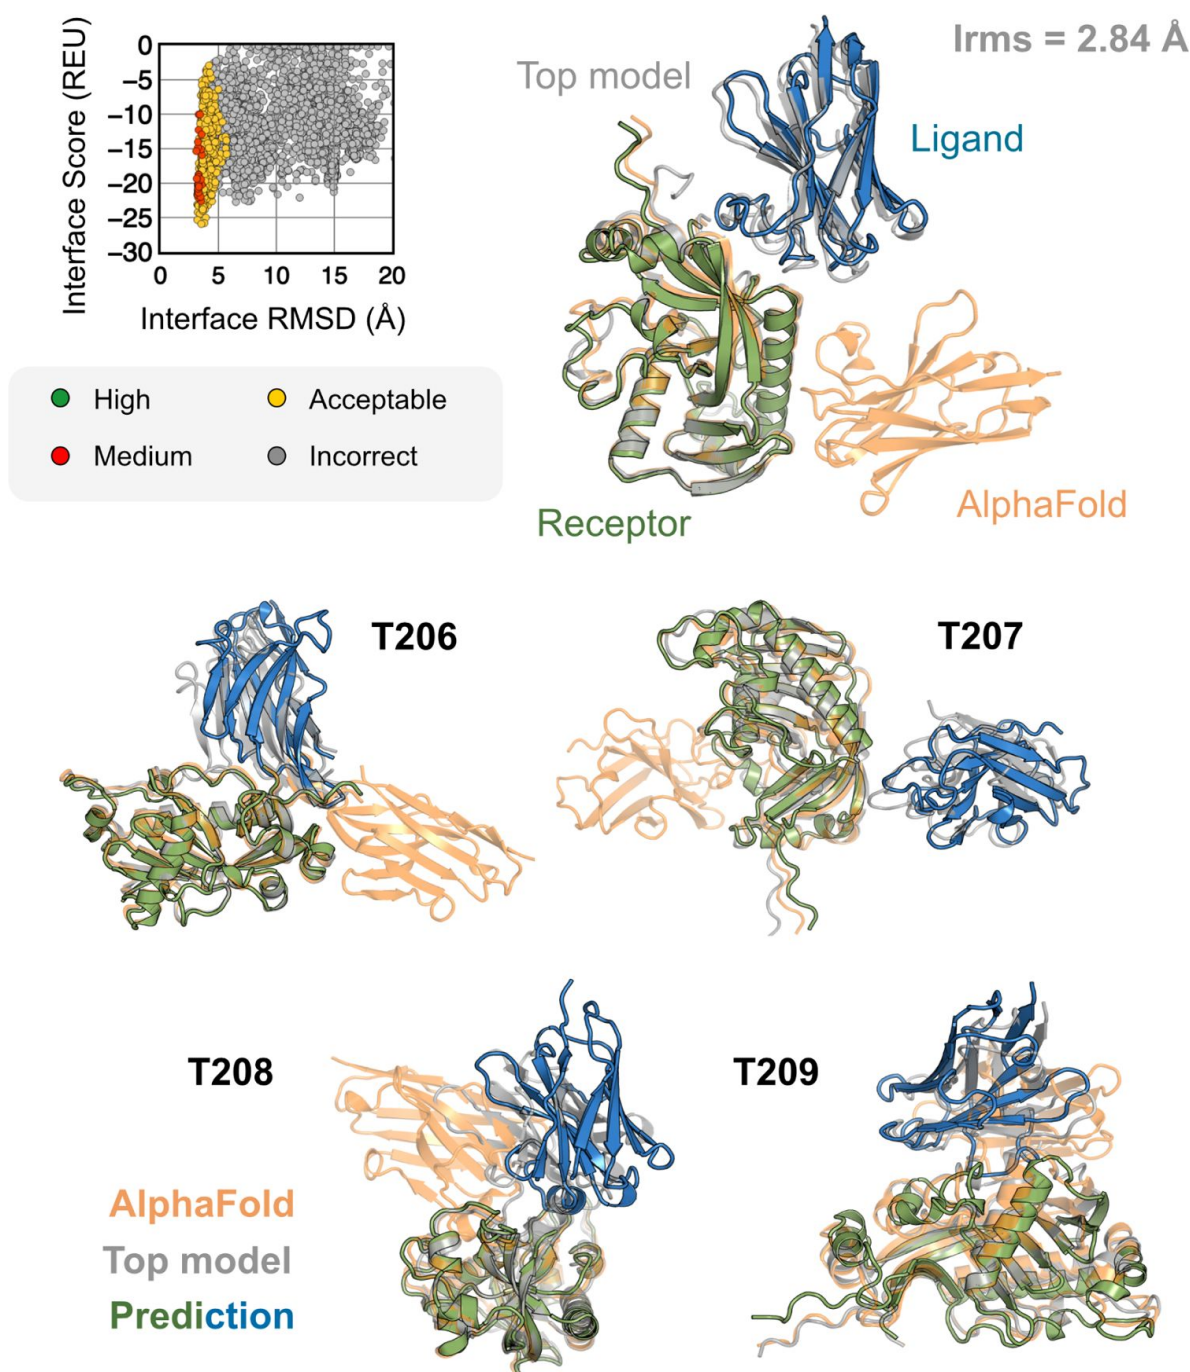 Irms = 2.84 Å
Interface Score (REU)
0
−5
−10
−15
−20
−25
−30
0 5 10 15 20
Interface RMSD (Å)
Top model
Ligand
High
Acceptable
Medium
Incorrect
Receptor
AlphaFold
T206
T207
T208
T209
AlphaFold
Top model
Prediction